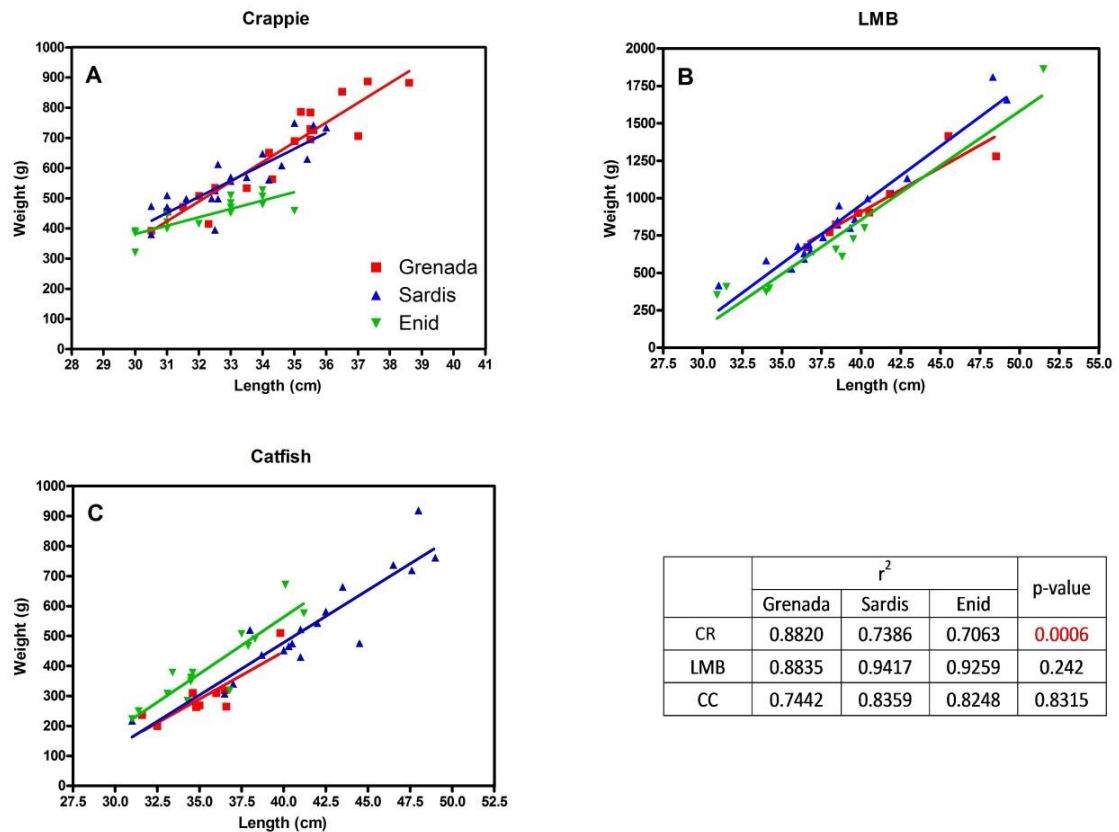 Crappie
A
1000
900
800
700
600
500
400
300
200
100
0
Weight (g)
Grenada
Sardis
Enid
28 29 30 31 32 33 34 35 36 37 38 39 40 41
Length (cm)
LMB
B
2000
1750
1500
1250
1000
750
500
250
0
Weight (g)
27.5 30.0 32.5 35.0 37.5 40.0 42.5 45.0 47.5 50.0 52.5 55.0
Length (cm)
Catfish
C
1000
900
800
700
600
500
400
300
200
100
0
Weight (g)
27.5 30.0 32.5 35.0 37.5 40.0 42.5 45.0 47.5 50.0 52.5
Length (cm)
r² p-value
Grenada Sardis Enid
CR 0.8820 0.7386 0.7063 0.0006
LMB 0.8835 0.9417 0.9259 0.242
CC 0.7442 0.8359 0.8248 0.8315